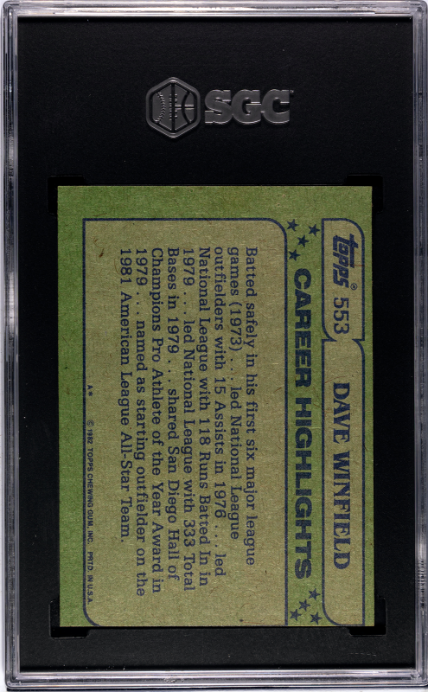 SGC
topps® 553 DAVE WINFIELD
CAREER HIGHLIGHTS
Batted safely in his first six major league
games (1973) . . . led National League
outfielders with 15 Assists in 1976 . . . led
National League with 118 Runs Batted In in
1979 . . . led National League with 333 Total
Bases in 1979 . . . shared San Diego Hall of
Champions Pro Athlete of the Year Award in
1979 . . . named as starting outfielder on the
1981 American League All-Star Team.
A* © 1982 TOPPS CHEWING GUM, INC. PRTD. IN U.S.A.